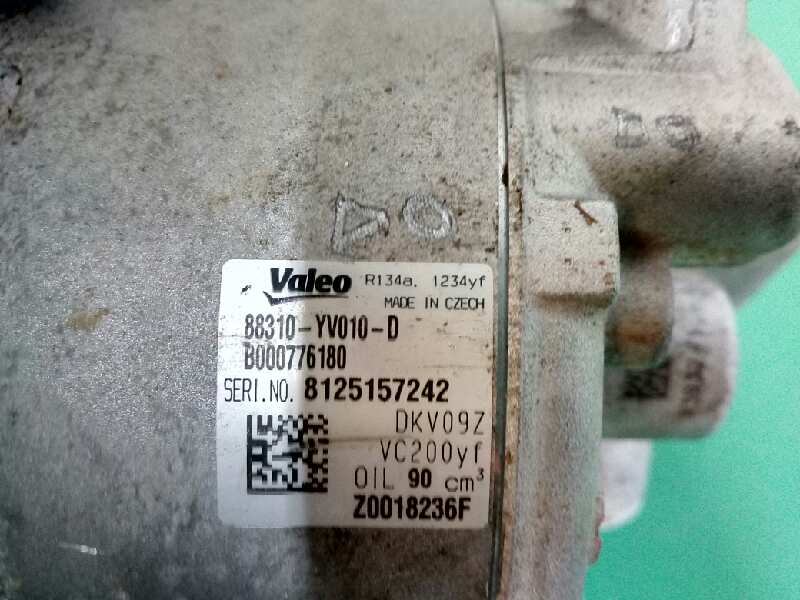 Valeo R134a, 1234yf
MADE IN CZECH
88310-YV010-D
B000776180
SERI.NO. 8125157242
DKV09Z
VC200yf
OIL 90 cm³
Z0018236F